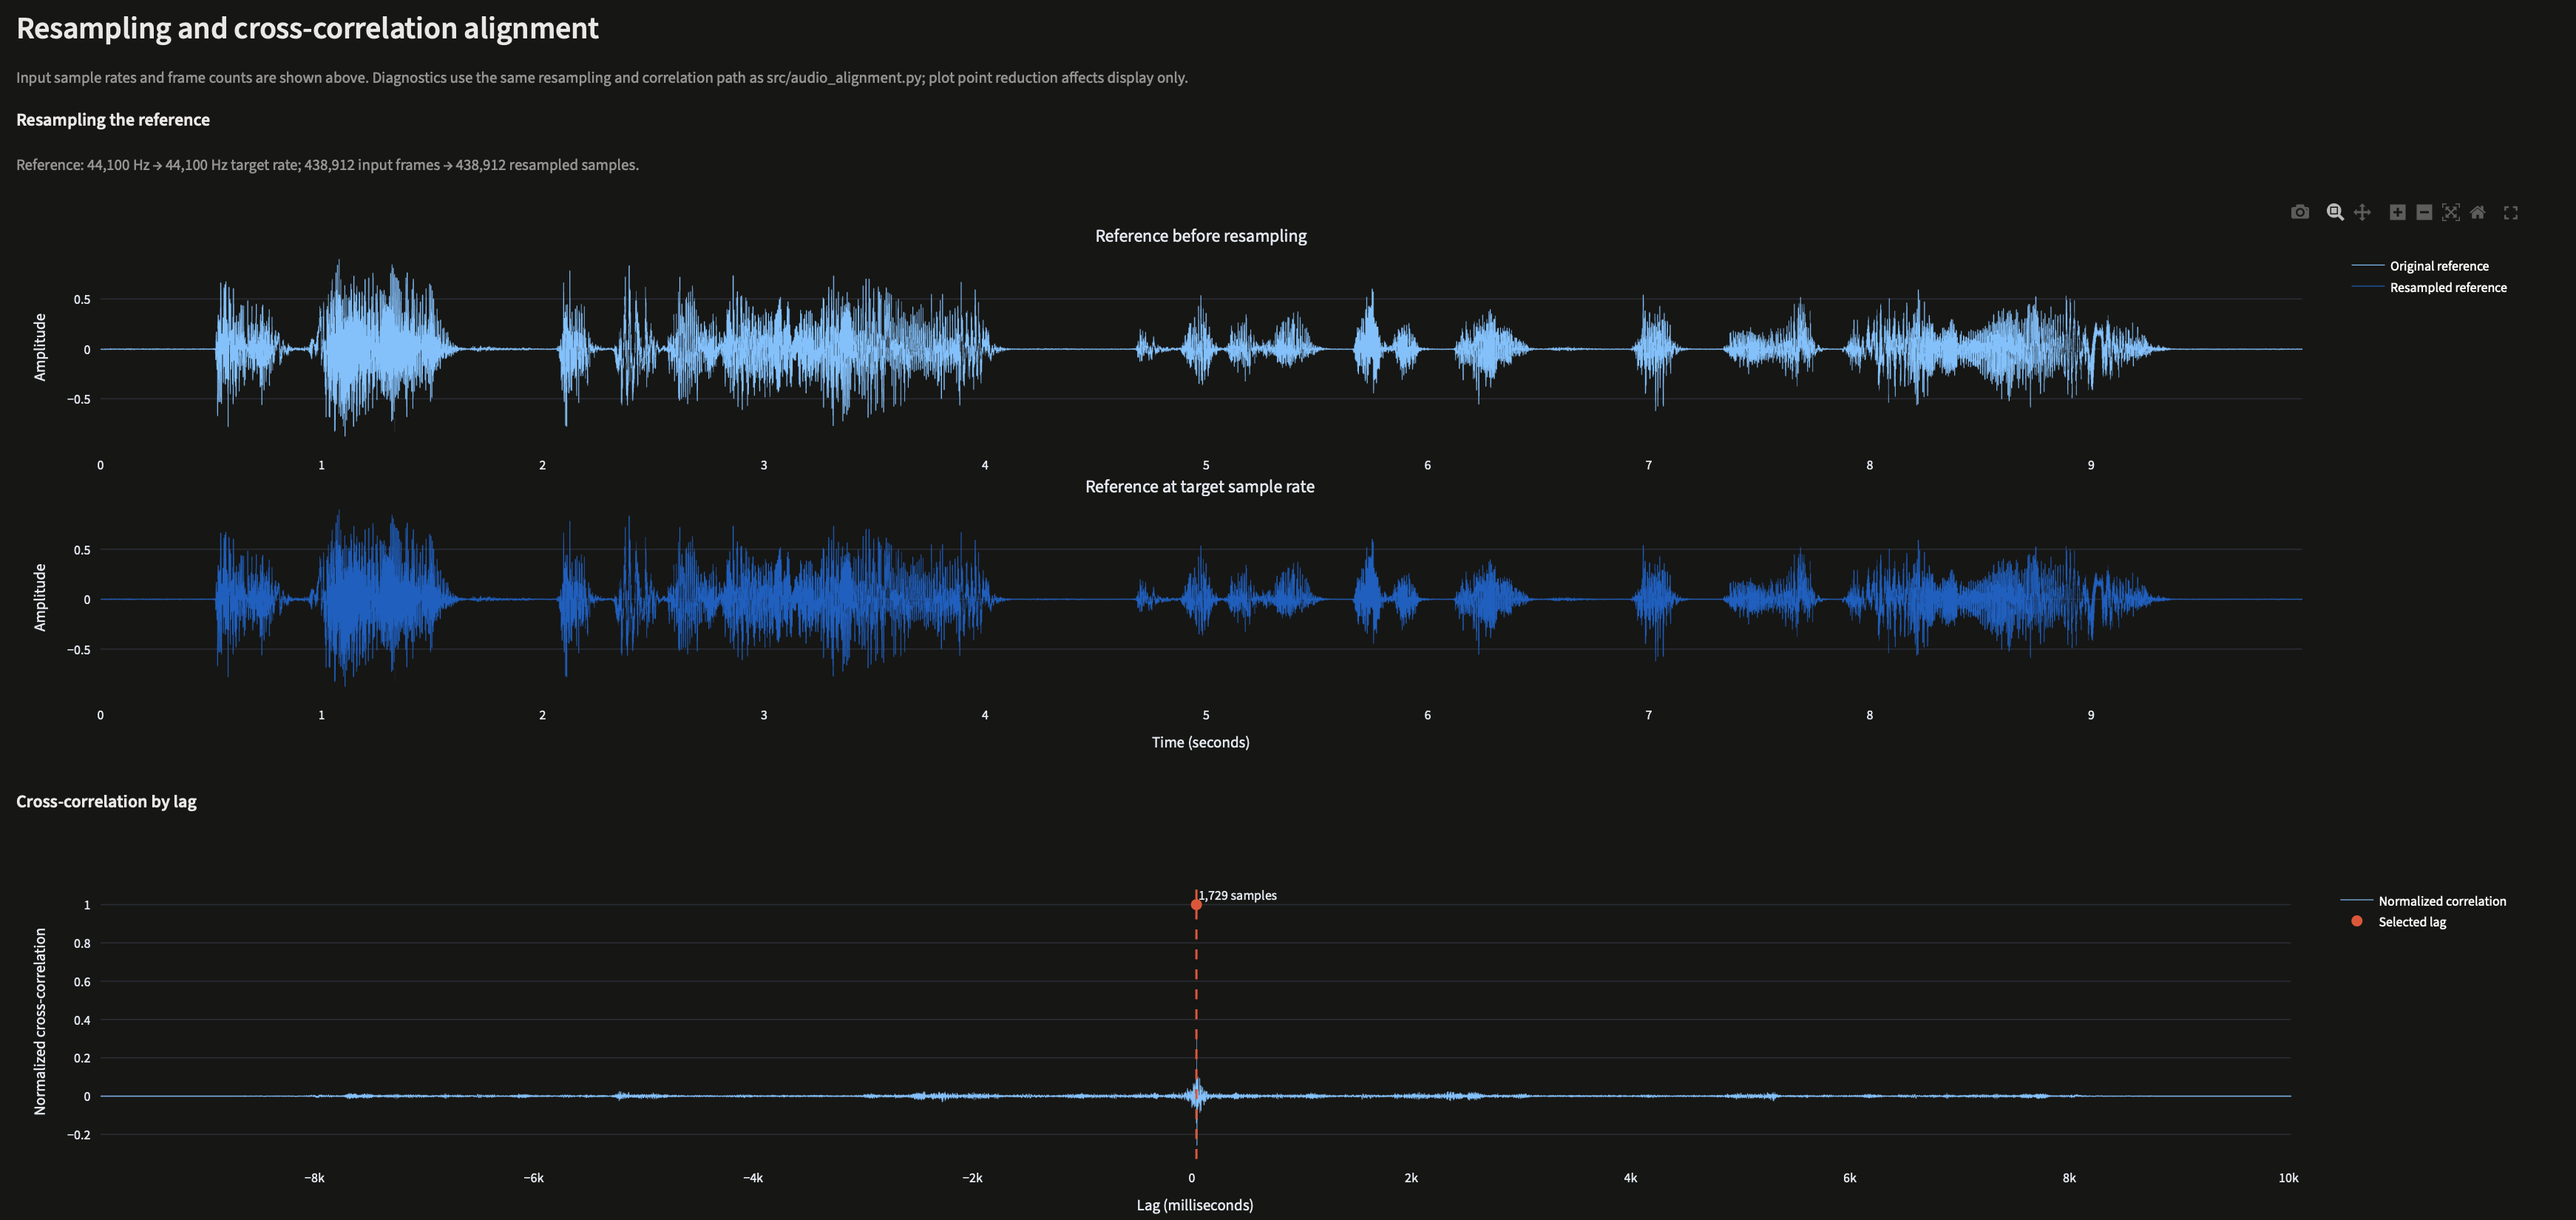 Resampling and cross-correlation alignment
Input sample rates and frame counts are shown above. Diagnostics use the same resampling and correlation path as src/audio_alignment.py; plot point reduction affects display only.
Resampling the reference
Reference: 44,100 Hz → 44,100 Hz target rate; 438,912 input frames → 438,912 resampled samples.
Reference before resampling
Original reference
Resampled reference
Amplitude
0.5
0
−0.5
0 1 2 3 4 5 6 7 8 9
Reference at target sample rate
Amplitude
0.5
0
−0.5
0 1 2 3 4 5 6 7 8 9
Time (seconds)
Cross-correlation by lag
1,729 samples
Normalized correlation
Selected lag
Normalized cross-correlation
1
0.8
0.6
0.4
0.2
0
−0.2
−8k −6k −4k −2k 0 2k 4k 6k 8k 10k
Lag (milliseconds)